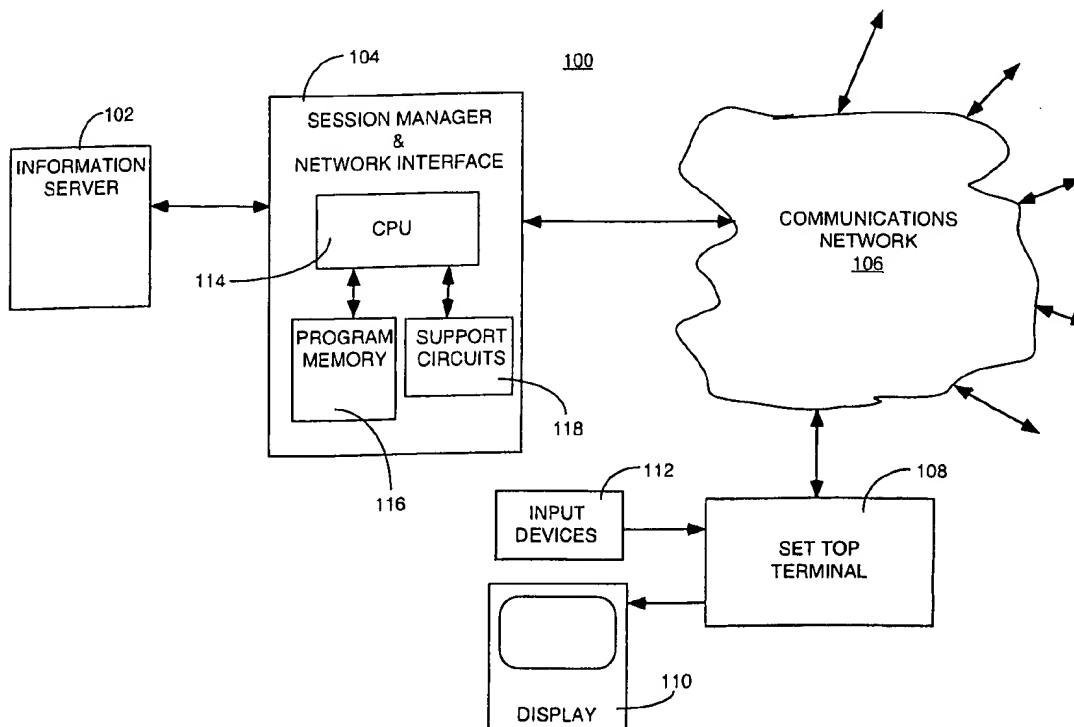 104
100
102
SESSION MANAGER
&
NETWORK INTERFACE
INFORMATION
SERVER
CPU
COMMUNICATIONS
NETWORK
106
114
PROGRAM
MEMORY
SUPPORT
CIRCUITS
118
116
112
108
INPUT
DEVICES
SET TOP
TERMINAL
110
DISPLAY